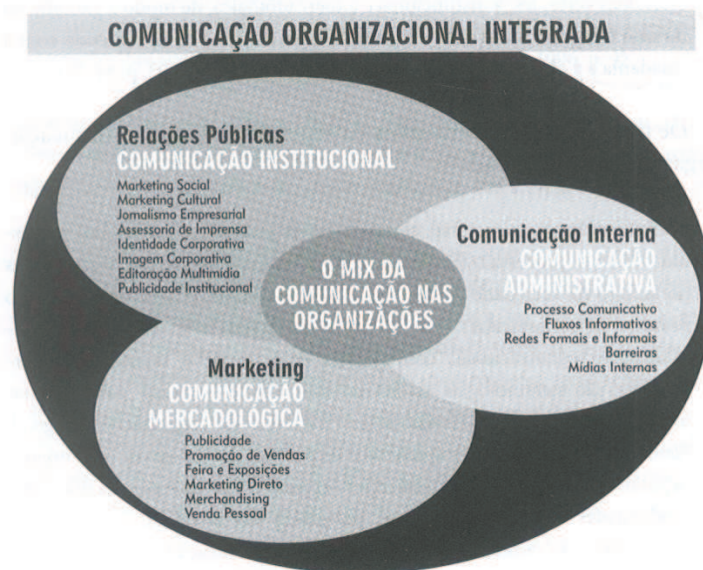 COMUNICAÇÃO ORGANIZACIONAL INTEGRADA
Relações Públicas
COMUNICAÇÃO INSTITUCIONAL
Marketing Social
Marketing Cultural
Jornalismo Empresarial
Assessoria de Imprensa
Identidade Corporativa
Imagem Corporativa
Editoração Multimídia
Publicidade Institucional
O MIX DA
COMUNICAÇÃO NAS
ORGANIZAÇÕES
Comunicação Interna
COMUNICAÇÃO
ADMINISTRATIVA
Processo Comunicativo
Fluxos Informativos
Redes Formais e Informais
Barreiras
Mídias Internas
Marketing
COMUNICAÇÃO
MERCADOLÓGICA
Publicidade
Promoção de Vendas
Feira e Exposições
Marketing Direto
Merchandising
Venda Pessoal